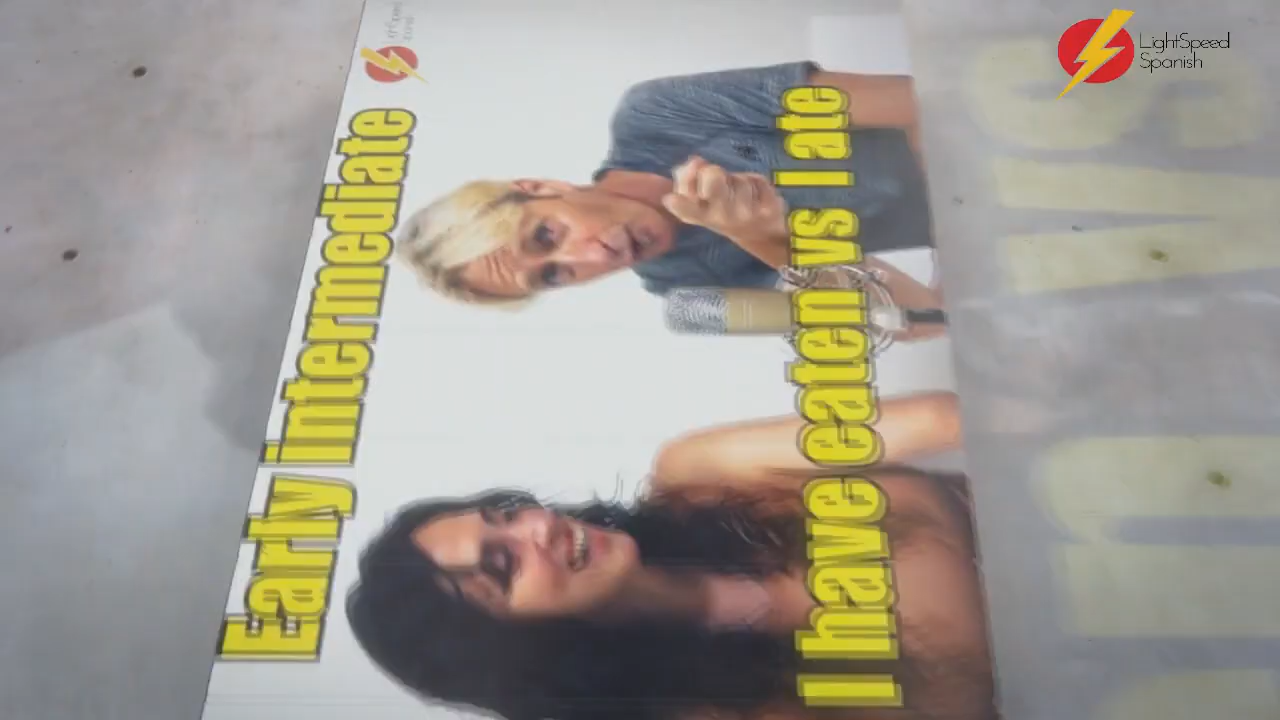 Early intermediate
I have eaten vs I ate
LightSpeed
Spanish